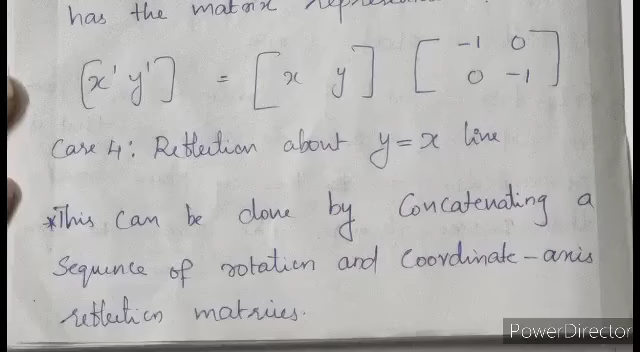 has the matrix
[x' y'] = [x y] [-1 0
0 -1]
Case 4: Reflection about y=x line
*This can be done by Concatenating a
Sequence of rotation and Coordinate-axis
reflection matrices.
PowerDirector